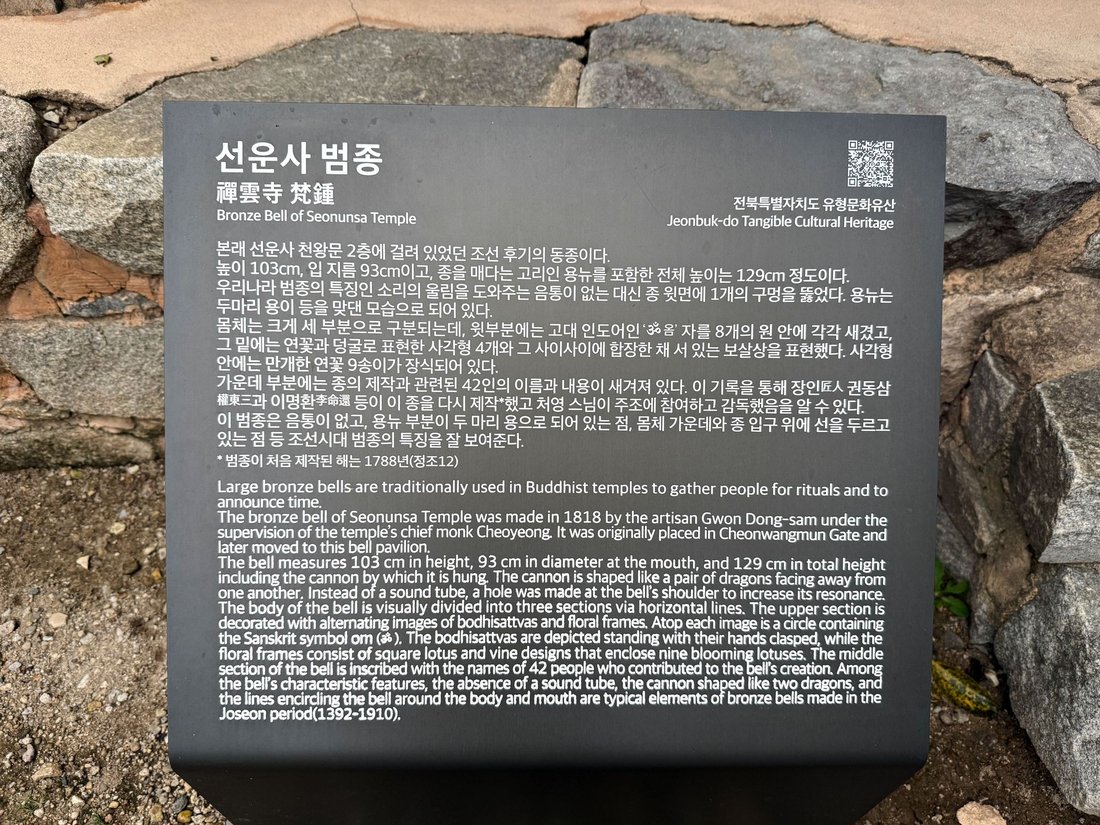 선운사 범종
禪雲寺 梵鍾
Bronze Bell of Seonunsa Temple
전북특별자치도 유형문화유산
Jeonbuk-do Tangible Cultural Heritage
본래 선운사 천왕문 2층에 걸려 있었던 조선 후기의 동종이다.
높이 103cm, 입 지름 93cm이고, 종을 매다는 고리인 용뉴를 포함한 전체 높이는 129cm 정도이다.
우리나라 범종의 특징인 소리의 울림을 도와주는 음통이 없는 대신 종 윗면에 1개의 구멍을 뚫었다. 용뉴는
두마리 용이 등을 맞댄 모습으로 되어 있다.
몸체는 크게 세 부분으로 구분되는데, 윗부분에는 고대 인도어인 'ॐ 옴' 자를 8개의 원 안에 각각 새겼고,
그 밑에는 연꽃과 덩굴로 표현한 사각형 4개와 그 사이사이에 합장한 채 서 있는 보살상을 표현했다. 사각형
안에는 만개한 연꽃 9송이가 장식되어 있다.
가운데 부분에는 종의 제작과 관련된 42인의 이름과 내용이 새겨져 있다. 이 기록을 통해 장인匠人 권동삼
權東三과 이명환李命還 등이 이 종을 다시 제작*했고 처영 스님이 주조에 참여하고 감독했음을 알 수 있다.
이 범종은 음통이 없고, 용뉴 부분이 두 마리 용으로 되어 있는 점, 몸체 가운데와 종 입구 위에 선을 두르고
있는 점 등 조선시대 범종의 특징을 잘 보여준다.
* 범종이 처음 제작된 해는 1788년(정조12)
Large bronze bells are traditionally used in Buddhist temples to gather people for rituals and to
announce time.
The bronze bell of Seonunsa Temple was made in 1818 by the artisan Gwon Dong-sam under the
supervision of the temple's chief monk Cheoyeong. It was originally placed in Cheonwangmun Gate and
later moved to this bell pavilion.
The bell measures 103 cm in height, 93 cm in diameter at the mouth, and 129 cm in total height
including the cannon by which it is hung. The cannon is shaped like a pair of dragons facing away from
one another. Instead of a sound tube, a hole was made at the bell's shoulder to increase its resonance.
The body of the bell is visually divided into three sections via horizontal lines. The upper section is
decorated with alternating images of bodhisattvas and floral frames. Atop each image is a circle containing
the Sanskrit symbol om (ॐ). The bodhisattvas are depicted standing with their hands clasped, while the
floral frames consist of square lotus and vine designs that enclose nine blooming lotuses. The middle
section of the bell is inscribed with the names of 42 people who contributed to the bell's creation. Among
the bell's characteristic features, the absence of a sound tube, the cannon shaped like two dragons, and
the lines encircling the bell around the body and mouth are typical elements of bronze bells made in the
Joseon period(1392-1910).